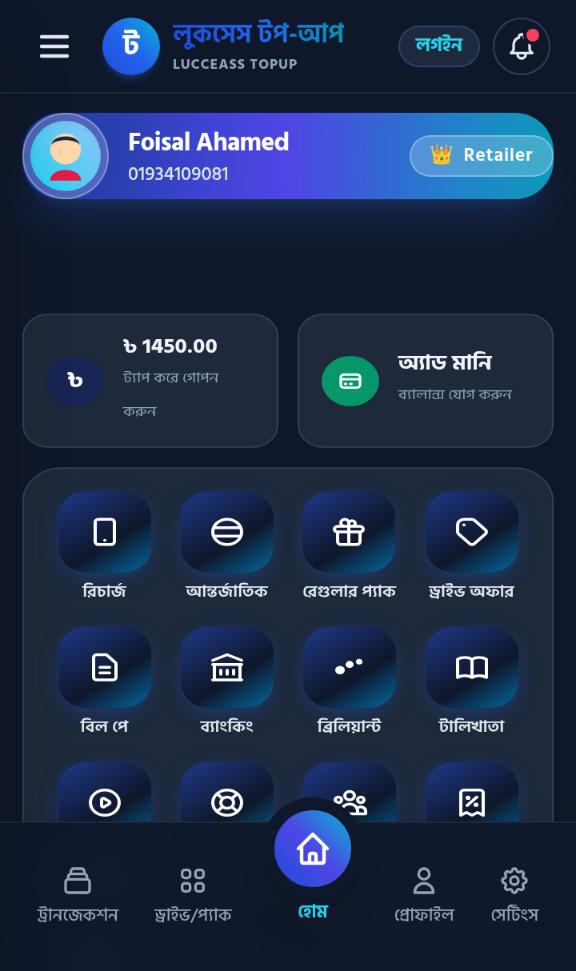 ট
লুকসেস টপ-আপ
LUCCEASS TOPUP
লগইন
Foisal Ahamed
01934109081
👑 Retailer
৳
৳ 1450.00
ট্যাপ করে গোপন
করুন
অ্যাড মানি
ব্যালান্স যোগ করুন
রিচার্জ
আন্তর্জাতিক
রেগুলার প্যাক
ড্রাইভ অফার
বিল পে
ব্যাংকিং
ব্রিলিয়ান্ট
টালিখাতা
ট্রানজেকশন
ড্রাইভ/প্যাক
হোম
প্রোফাইল
সেটিংস